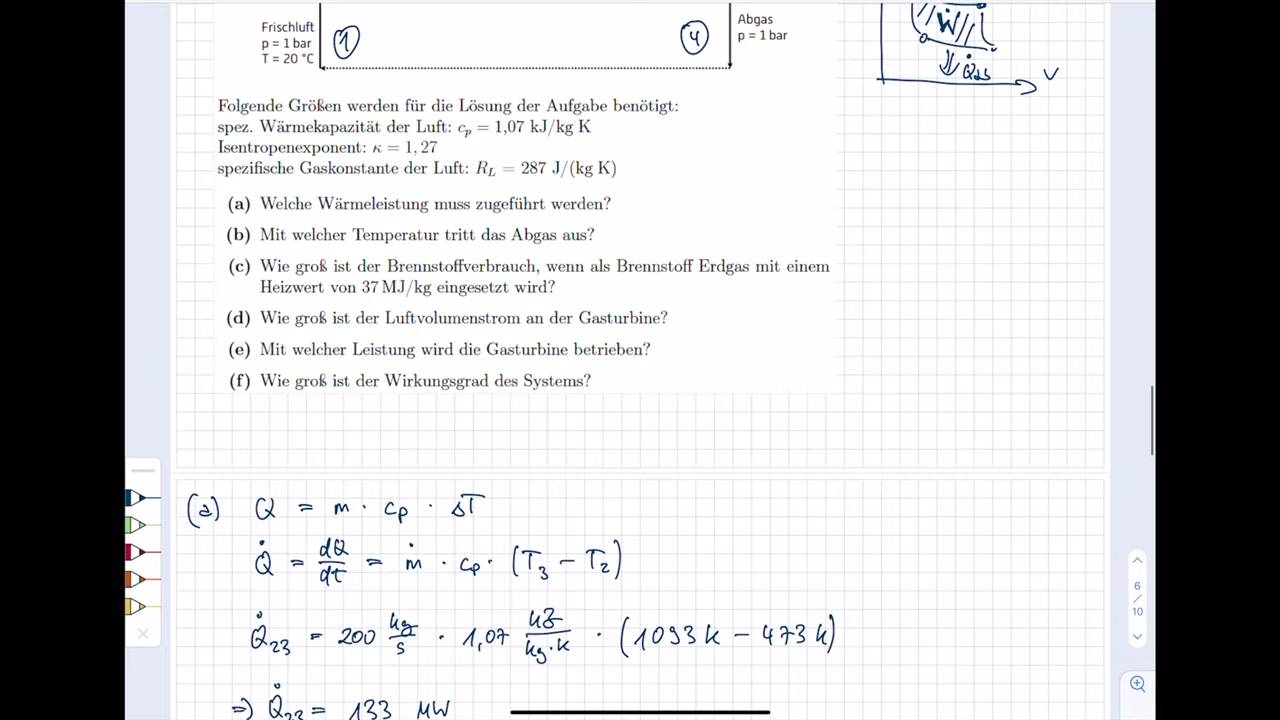 Frischluft
p = 1 bar
T = 20 °C
1
4
Abgas
p = 1 bar
Ẇ
Q̇23
V
Folgende Größen werden für die Lösung der Aufgabe benötigt:
spez. Wärmekapazität der Luft: cp = 1,07 kJ/kg K
Isentropenexponent: κ = 1, 27
spezifische Gaskonstante der Luft: RL = 287 J/(kg K)
(a) Welche Wärmeleistung muss zugeführt werden?
(b) Mit welcher Temperatur tritt das Abgas aus?
(c) Wie groß ist der Brennstoffverbrauch, wenn als Brennstoff Erdgas mit einem
Heizwert von 37 MJ/kg eingesetzt wird?
(d) Wie groß ist der Luftvolumenstrom an der Gasturbine?
(e) Mit welcher Leistung wird die Gasturbine betrieben?
(f) Wie groß ist der Wirkungsgrad des Systems?
(a) Q = m · cp · ΔT
Q̇ = dQ/dt = ṁ · cp · (T3 − T2)
Q̇23 = 200 kg/s · 1,07 kJ/kg·K · (1093 K − 473 K)
⇒ Q̇23 = 133 MW
6
/
10